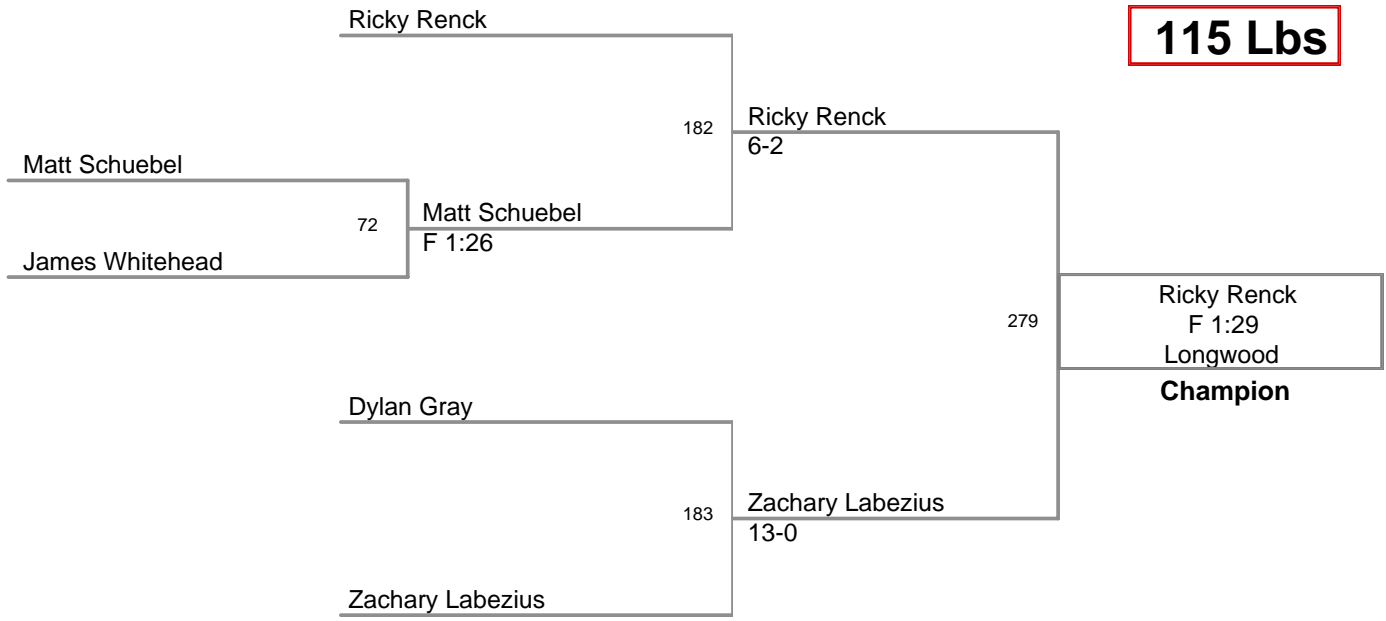 Ricky Renck
115 Lbs
182
Ricky Renck
6-2
Matt Schuebel
72
Matt Schuebel
F 1:26
James Whitehead
279
Ricky Renck
F 1:29
Longwood
Champion
Dylan Gray
183
Zachary Labezius
13-0
Zachary Labezius